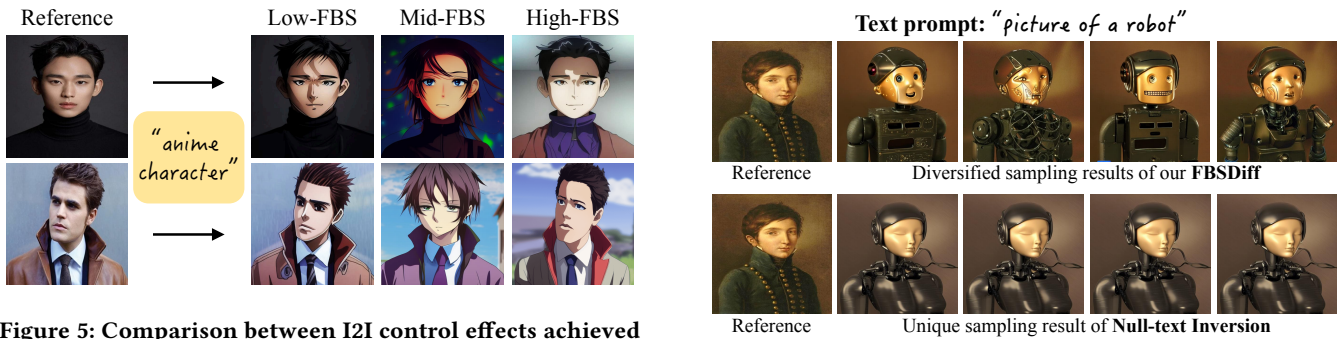 Reference
Low-FBS Mid-FBS High-FBS
“anime
character”
Figure 5: Comparison between I2I control effects achieved
Text prompt: “picture of a robot”
Reference
Diversified sampling results of our FBSDiff
Reference
Unique sampling result of Null-text Inversion